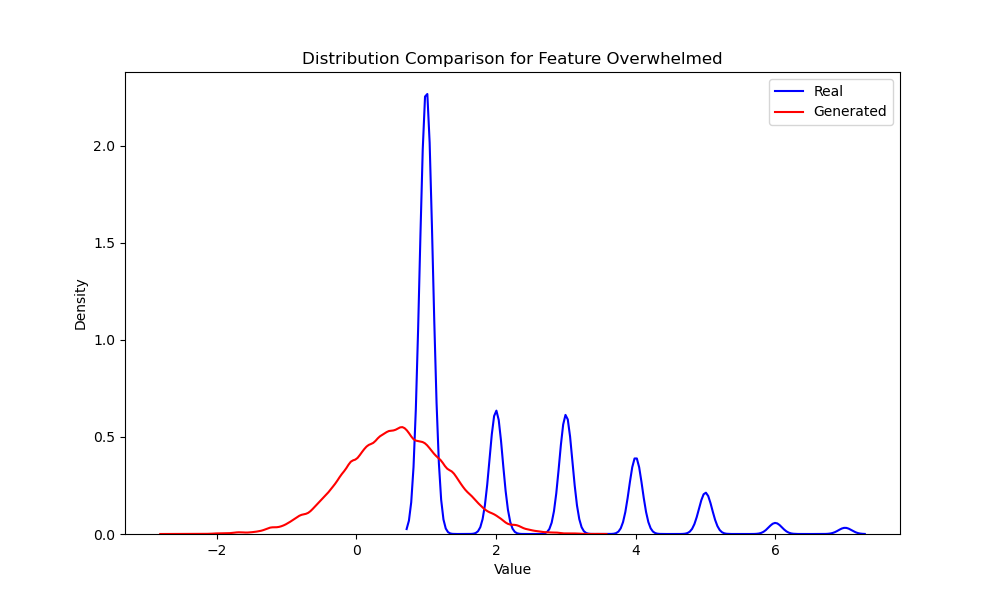 Distribution Comparison for Feature Overwhelmed
Real
Generated
2.0
1.5
1.0
0.5
0.0
Density
−2
0
2
4
6
Value